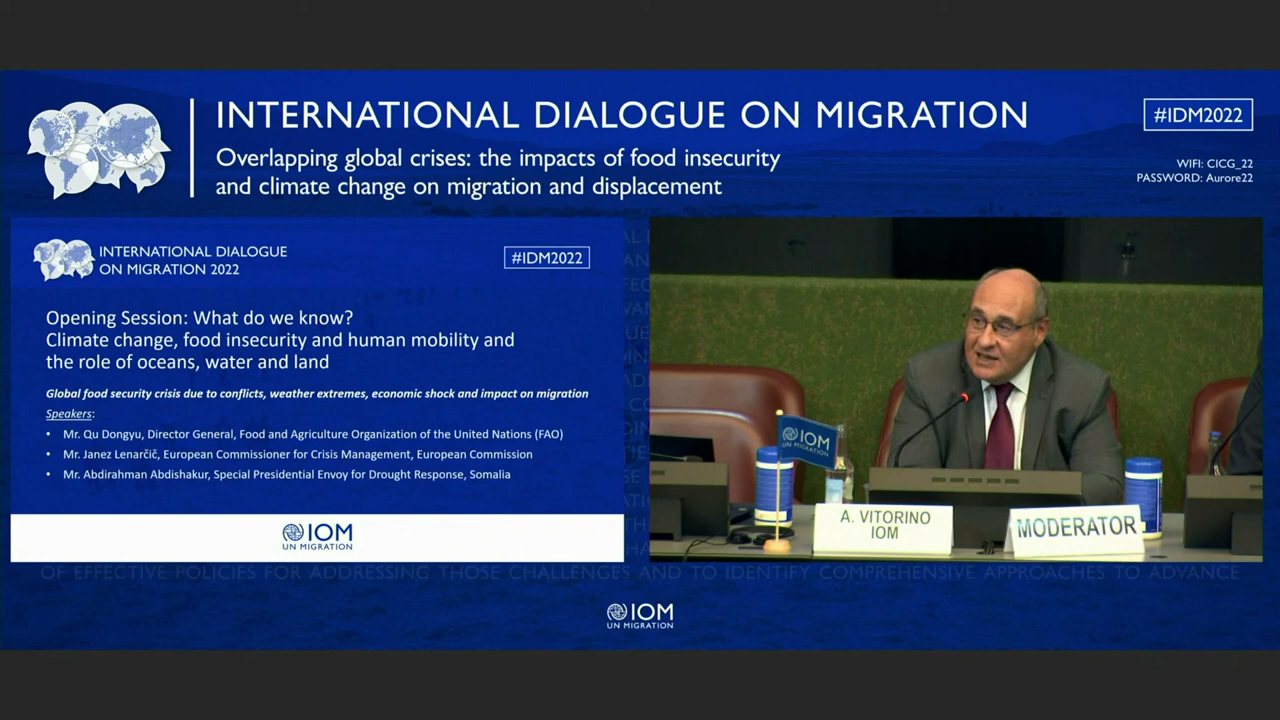 INTERNATIONAL DIALOGUE ON MIGRATION
Overlapping global crises: the impacts of food insecurity
and climate change on migration and displacement
#IDM2022
WIFI: CICG_22
PASSWORD: Aurore22
INTERNATIONAL DIALOGUE
ON MIGRATION 2022
#IDM2022
Opening Session: What do we know?
Climate change, food insecurity and human mobility and
the role of oceans, water and land
Global food security crisis due to conflicts, weather extremes, economic shock and impact on migration
Speakers:
• Mr. Qu Dongyu, Director General, Food and Agriculture Organization of the United Nations (FAO)
• Mr. Janez Lenarčič, European Commissioner for Crisis Management, European Commission
• Mr. Abdirahman Abdishakur, Special Presidential Envoy for Drought Response, Somalia
IOM
UN MIGRATION
IOM
UN MIGRATION
A. VITORINO
IOM
MODERATOR
OF EFFECTIVE POLICIES FOR ADDRESSING THOSE CHALLENGES AND TO IDENTIFY COMPREHENSIVE APPROACHES TO ADVANCE
IOM
UN MIGRATION